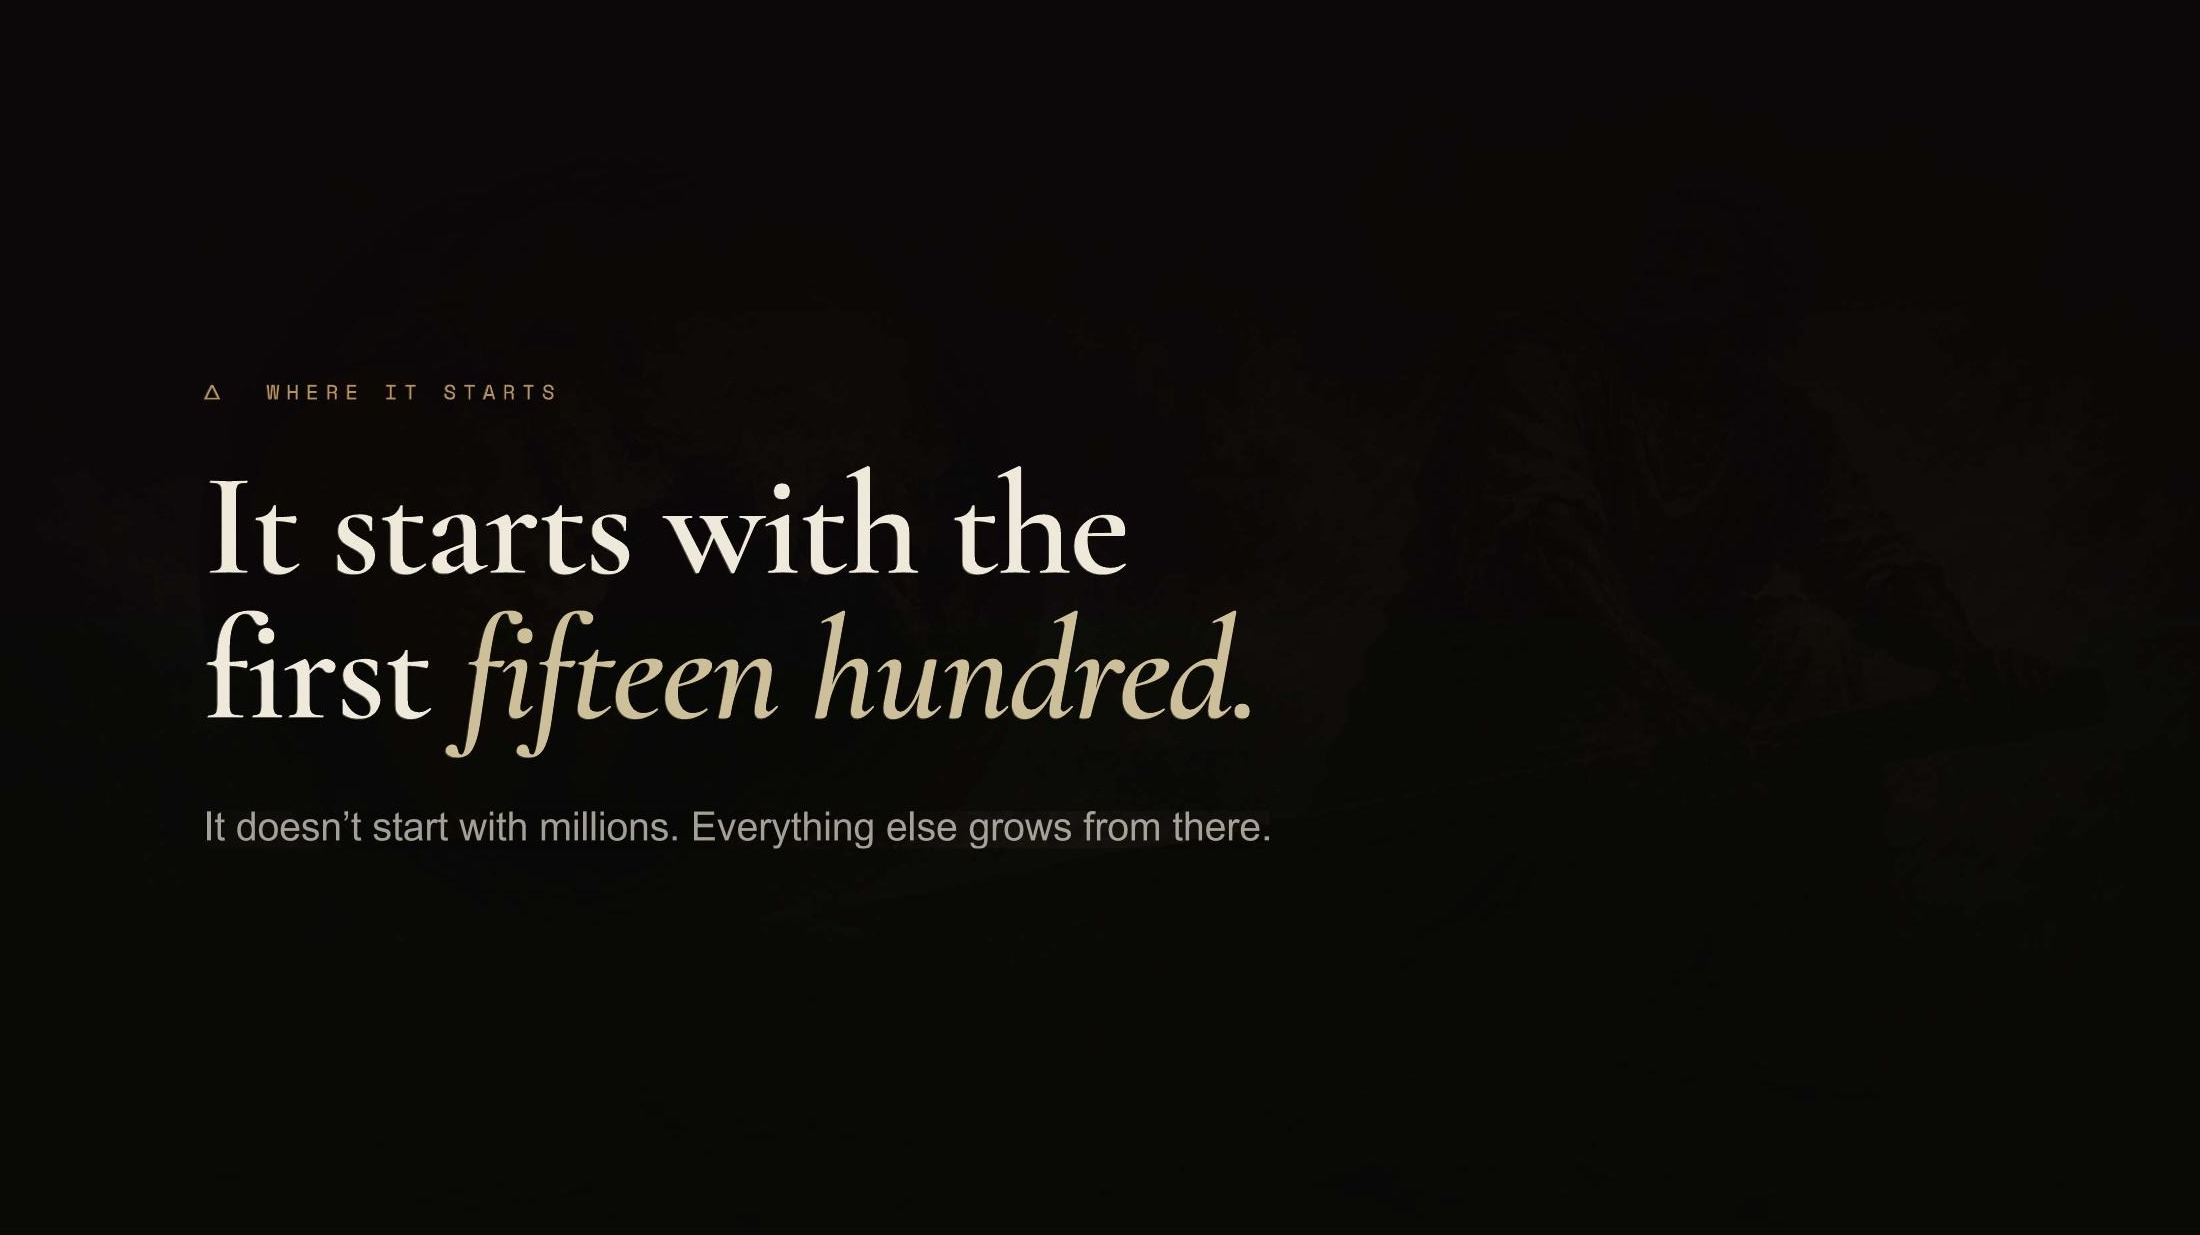 △ WHERE IT STARTS
It starts with the
first fifteen hundred.
It doesn’t start with millions. Everything else grows from there.